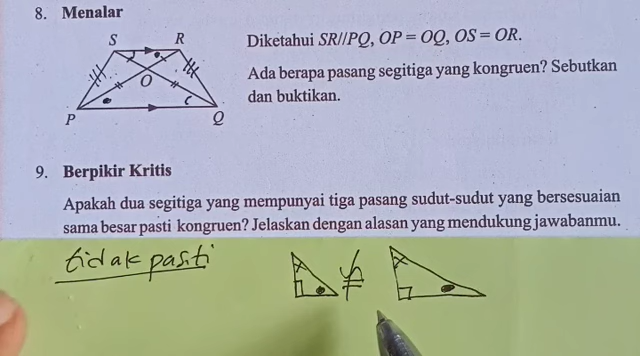 8. Menalar
S R
Diketahui SR//PQ, OP = OQ, OS = OR.
O
Ada berapa pasang segitiga yang kongruen? Sebutkan
dan buktikan.
P Q
9. Berpikir Kritis
Apakah dua segitiga yang mempunyai tiga pasang sudut-sudut yang bersesuaian
sama besar pasti kongruen? Jelaskan dengan alasan yang mendukung jawabanmu.
tidak pasti